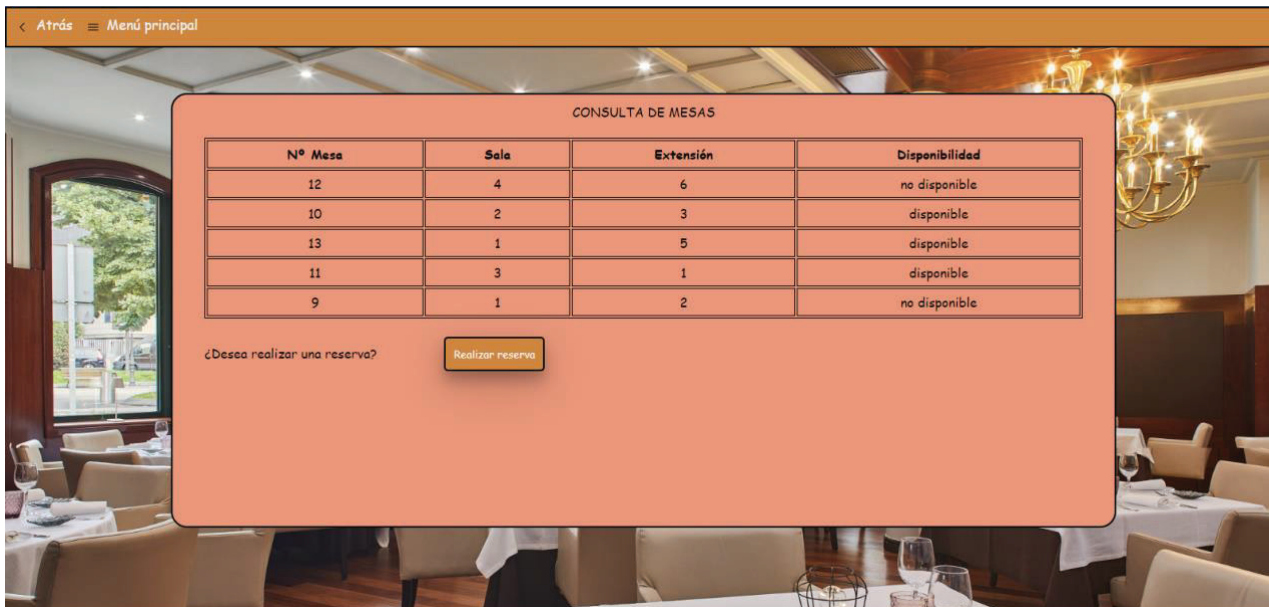 Atrás Menú principal
CONSULTA DE MESAS
Nº Mesa Sala Extensión Disponibilidad
12 4 6 no disponible
10 2 3 disponible
13 1 5 disponible
11 3 1 disponible
9 1 2 no disponible
¿Desea realizar una reserva? Realizar reserva